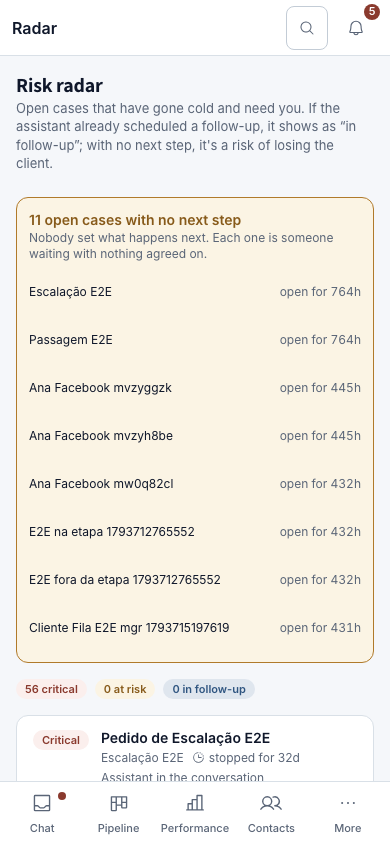 Radar
5
Risk radar
Open cases that have gone cold and need you. If the
assistant already scheduled a follow-up, it shows as “in
follow-up”; with no next step, it's a risk of losing the
client.
11 open cases with no next step
Nobody set what happens next. Each one is someone
waiting with nothing agreed on.
Escalação E2E open for 764h
Passagem E2E open for 764h
Ana Facebook mvzyggzk open for 445h
Ana Facebook mvzyh8be open for 445h
Ana Facebook mw0q82cl open for 432h
E2E na etapa 1793712765552 open for 432h
E2E fora da etapa 1793712765552 open for 432h
Cliente Fila E2E mgr 1793715197619 open for 431h
56 critical 0 at risk 0 in follow-up
Critical Pedido de Escalação E2E
Escalação E2E stopped for 32d
Assistant in the conversation
Chat Pipeline Performance Contacts More